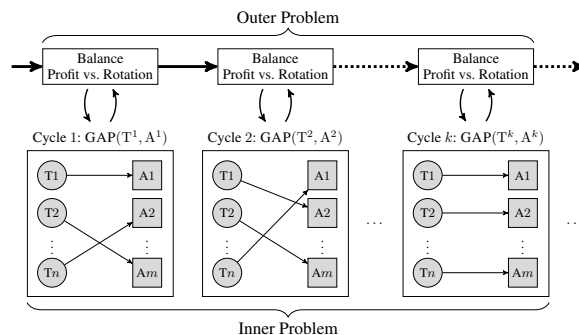 Outer Problem
Balance
Profit vs. Rotation
Balance
Profit vs. Rotation
Balance
Profit vs. Rotation
Cycle 1: GAP(T¹, A¹)
Cycle 2: GAP(T², A²)
Cycle k: GAP(Tᵏ, Aᵏ)
T1
A1
T2
A2
⋮
⋮
Tn
Am
T1
A1
T2
A2
⋮
⋮
Tn
Am
...
T1
A1
T2
A2
⋮
⋮
Tn
Am
...
Inner Problem